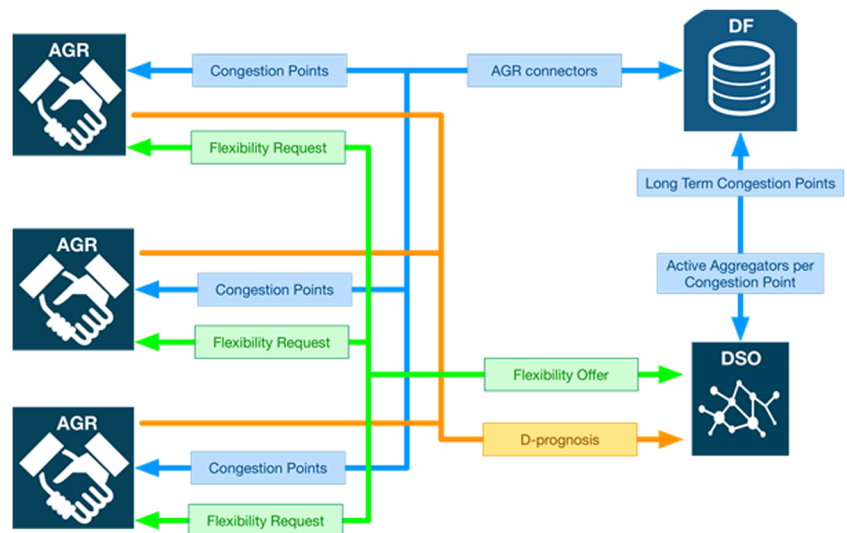 AGR
Congestion Points
AGR connectors
DF
Flexibility Request
Long Term Congestion Points
AGR
Congestion Points
Active Aggregators per
Congestion Point
Flexibility Request
Flexibility Offer
DSO
AGR
D-prognosis
Congestion Points
Flexibility Request